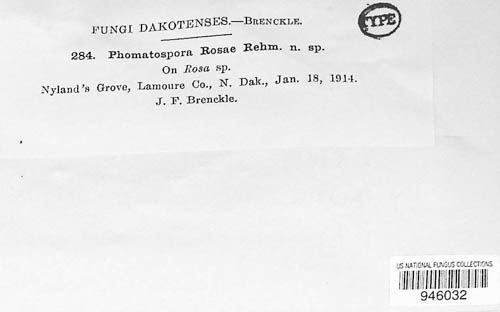 FUNGI DAKOTENSES.—BRENCKLE.
TYPE
284. Phomatospora Rosae Rehm. n. sp.
On Rosa sp.
Nyland's Grove, Lamoure Co., N. Dak., Jan. 18, 1914.
J. F. Brenckle.
US NATIONAL FUNGUS COLLECTIONS
946032